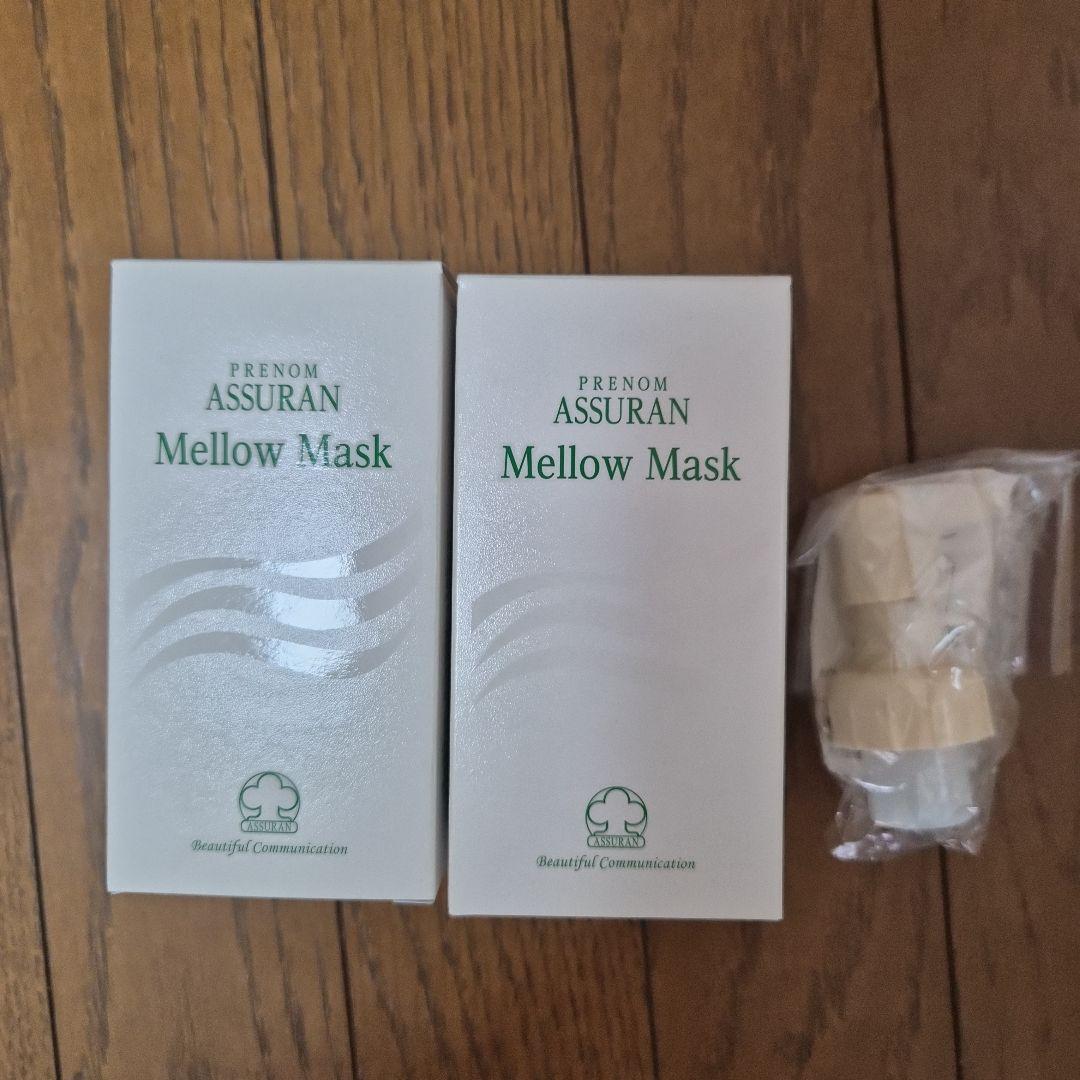 PRENOM
ASSURAN
Mellow Mask
ASSURAN
Beautiful Communication
PRENOM
ASSURAN
Mellow Mask
ASSURAN
Beautiful Communication